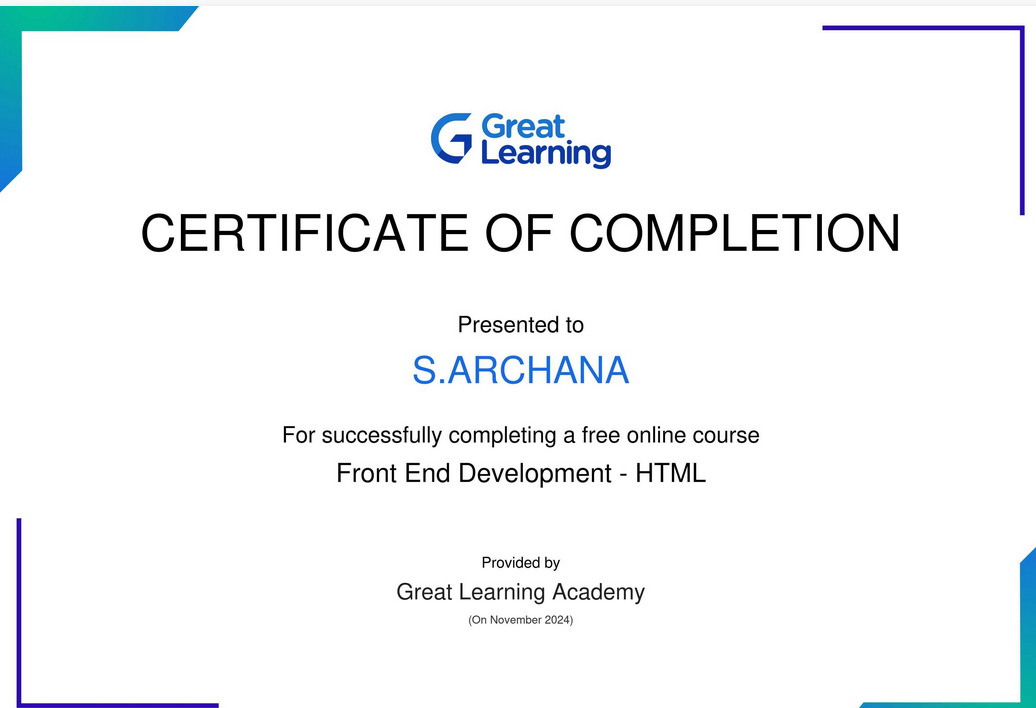 Great
Learning
CERTIFICATE OF COMPLETION
Presented to
S.ARCHANA
For successfully completing a free online course
Front End Development - HTML
Provided by
Great Learning Academy
(On November 2024)